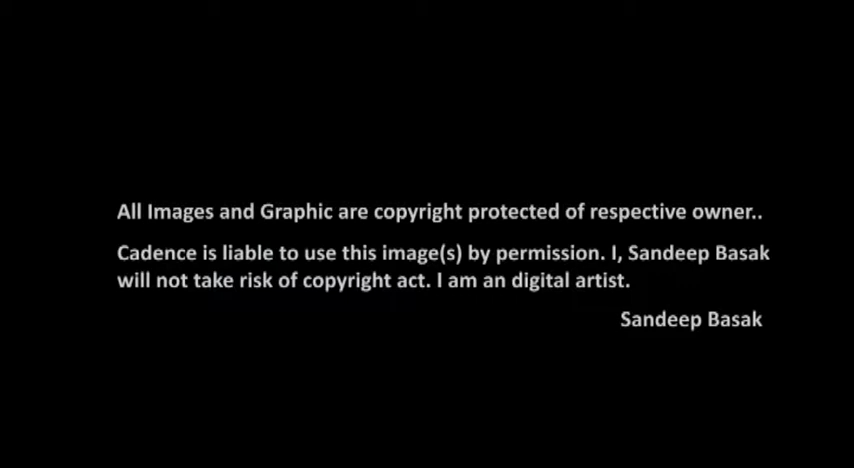 All Images and Graphic are copyright protected of respective owner..
Cadence is liable to use this image(s) by permission. I, Sandeep Basak
will not take risk of copyright act. I am an digital artist.
Sandeep Basak